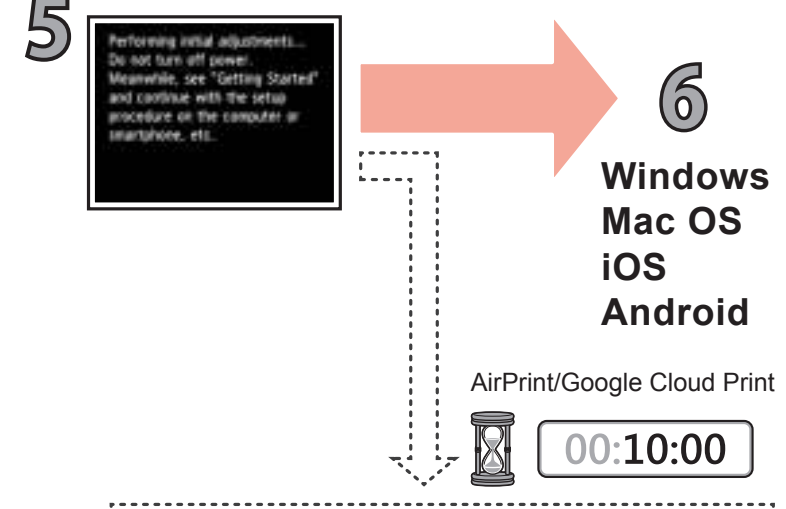 5
Performing initial adjustments...
Do not turn off power.
Meanwhile, see "Getting Started"
and continue with the setup
procedure on the computer or
smartphone, etc.
6
Windows
Mac OS
iOS
Android
AirPrint/Google Cloud Print
00:10:00